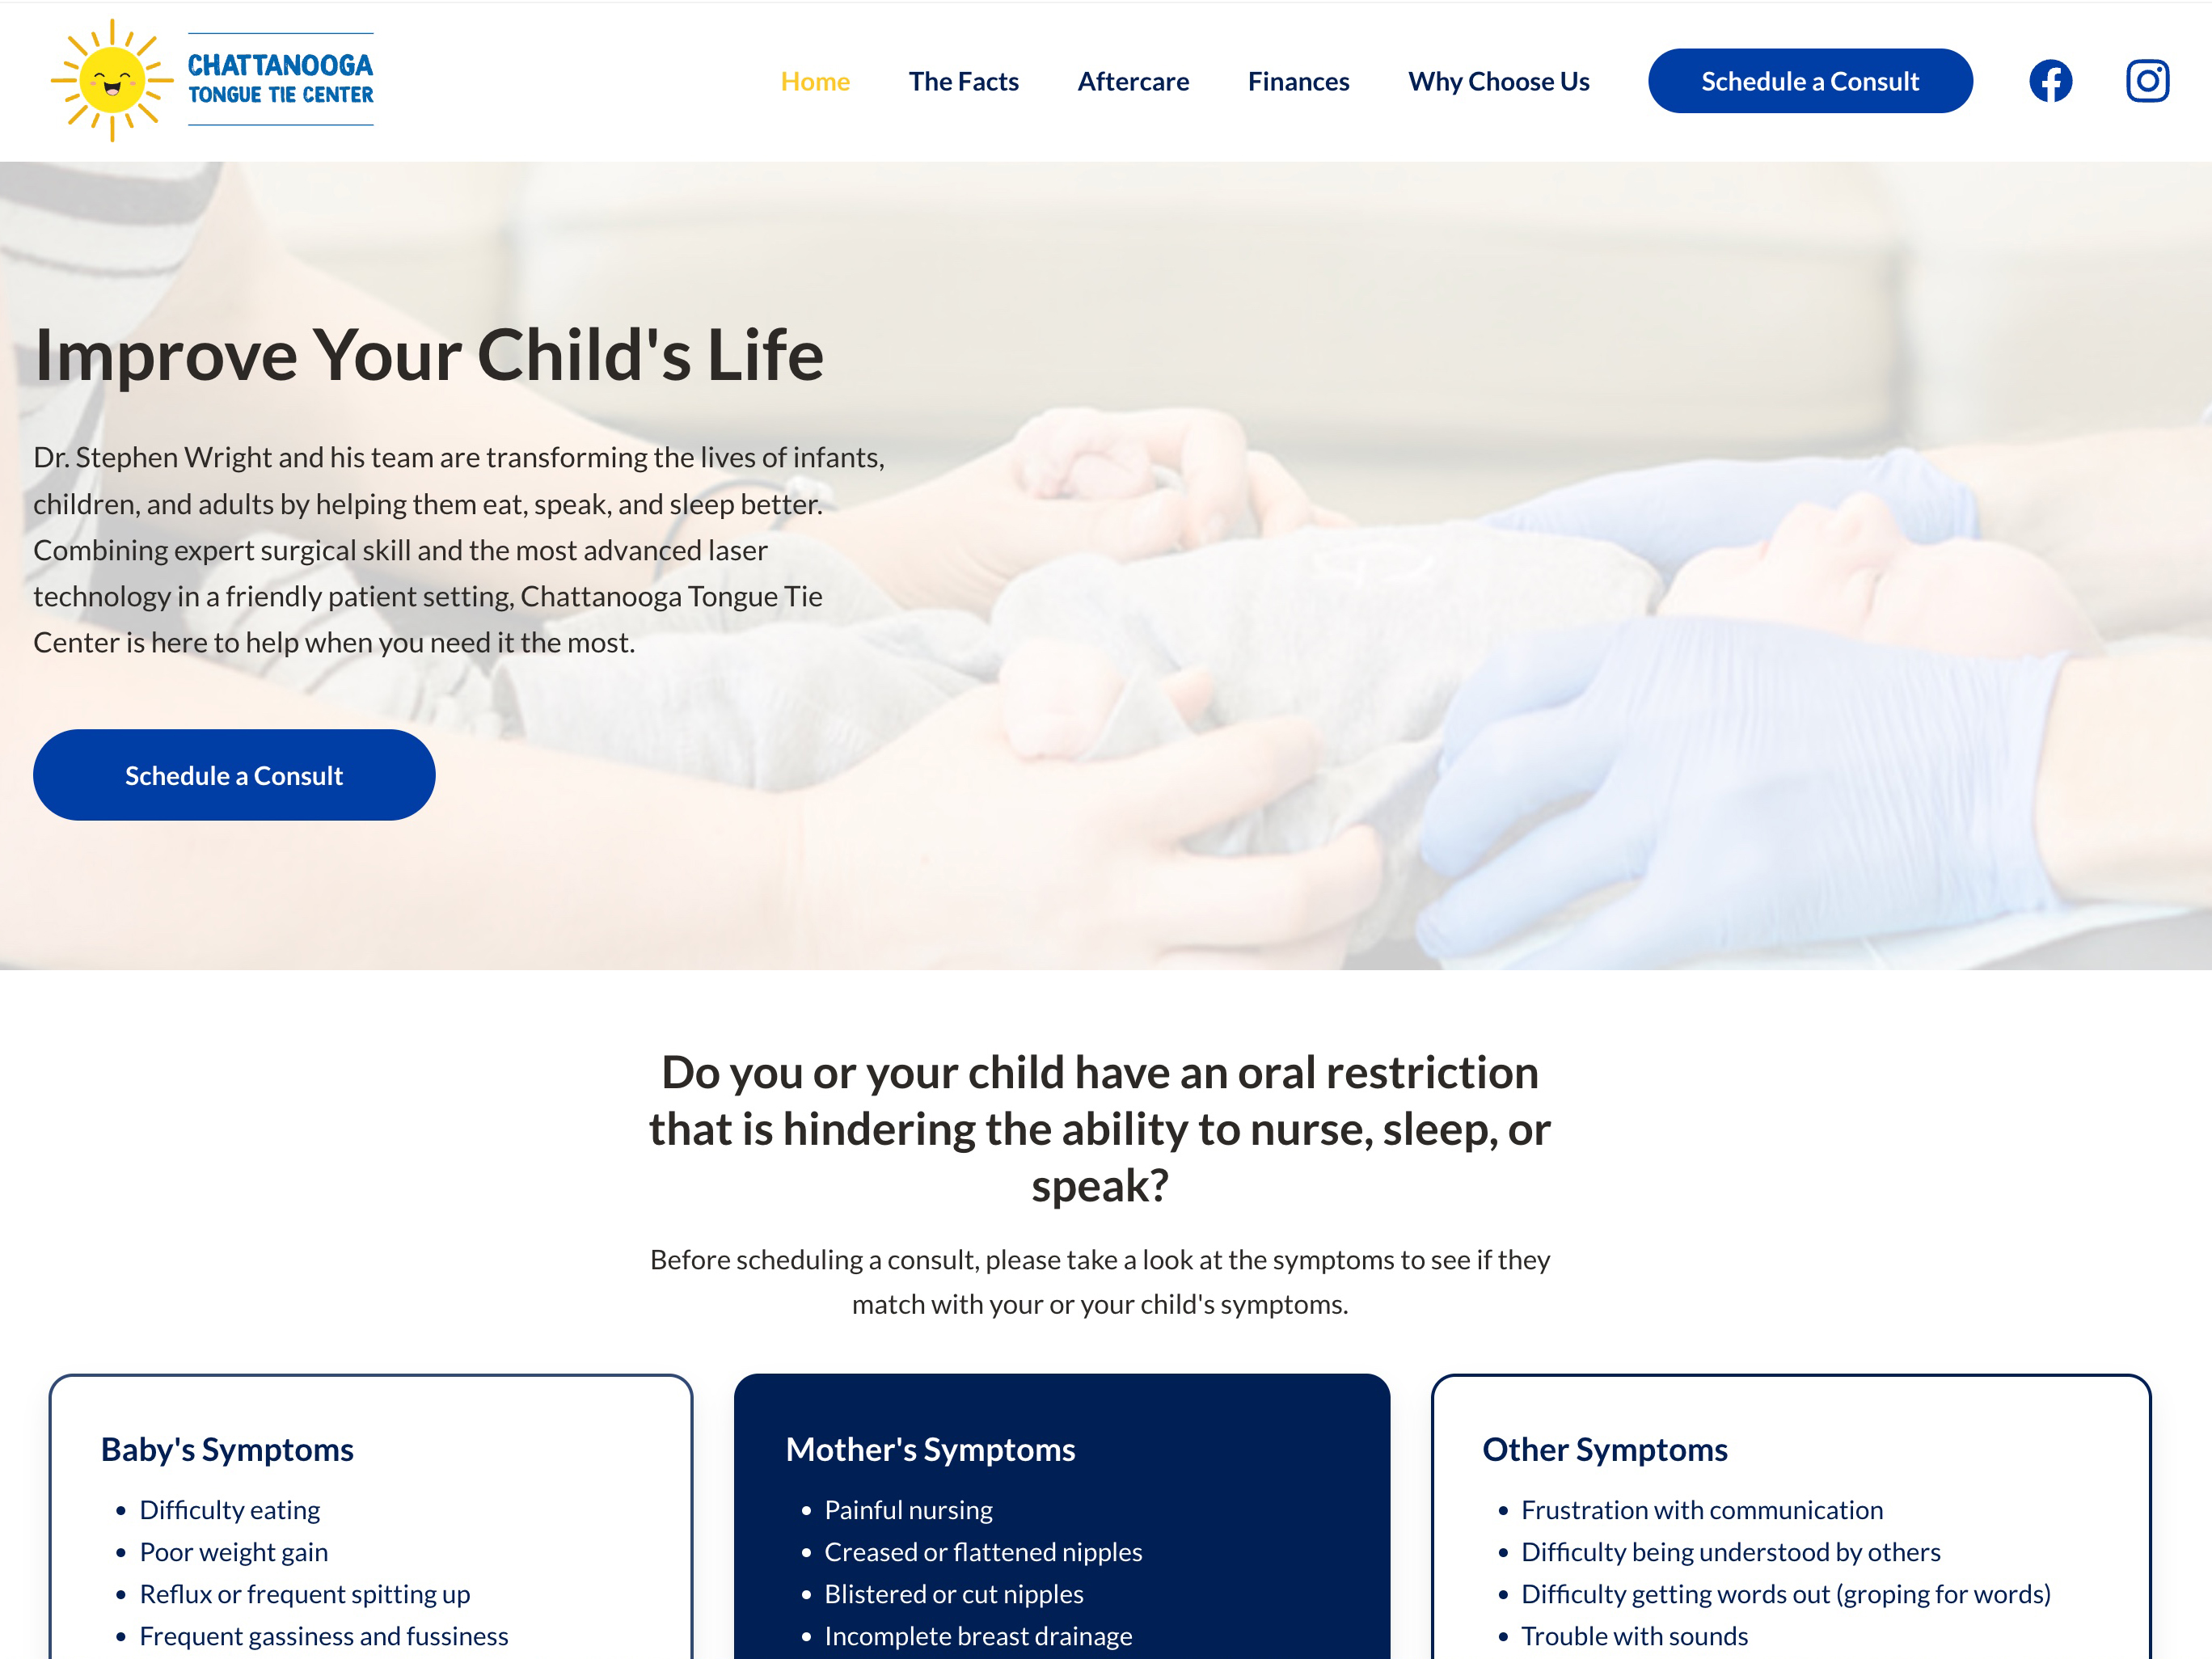 CHATTANOOGA
TONGUE TIE CENTER
Home
The Facts
Aftercare
Finances
Why Choose Us
Schedule a Consult
Improve Your Child's Life
Dr. Stephen Wright and his team are transforming the lives of infants,
children, and adults by helping them eat, speak, and sleep better.
Combining expert surgical skill and the most advanced laser
technology in a friendly patient setting, Chattanooga Tongue Tie
Center is here to help when you need it the most.
Schedule a Consult
Do you or your child have an oral restriction
that is hindering the ability to nurse, sleep, or
speak?
Before scheduling a consult, please take a look at the symptoms to see if they
match with your or your child's symptoms.
Baby's Symptoms
• Difficulty eating
• Poor weight gain
• Reflux or frequent spitting up
• Frequent gassiness and fussiness
Mother's Symptoms
• Painful nursing
• Creased or flattened nipples
• Blistered or cut nipples
• Incomplete breast drainage
Other Symptoms
• Frustration with communication
• Difficulty being understood by others
• Difficulty getting words out (groping for words)
• Trouble with sounds